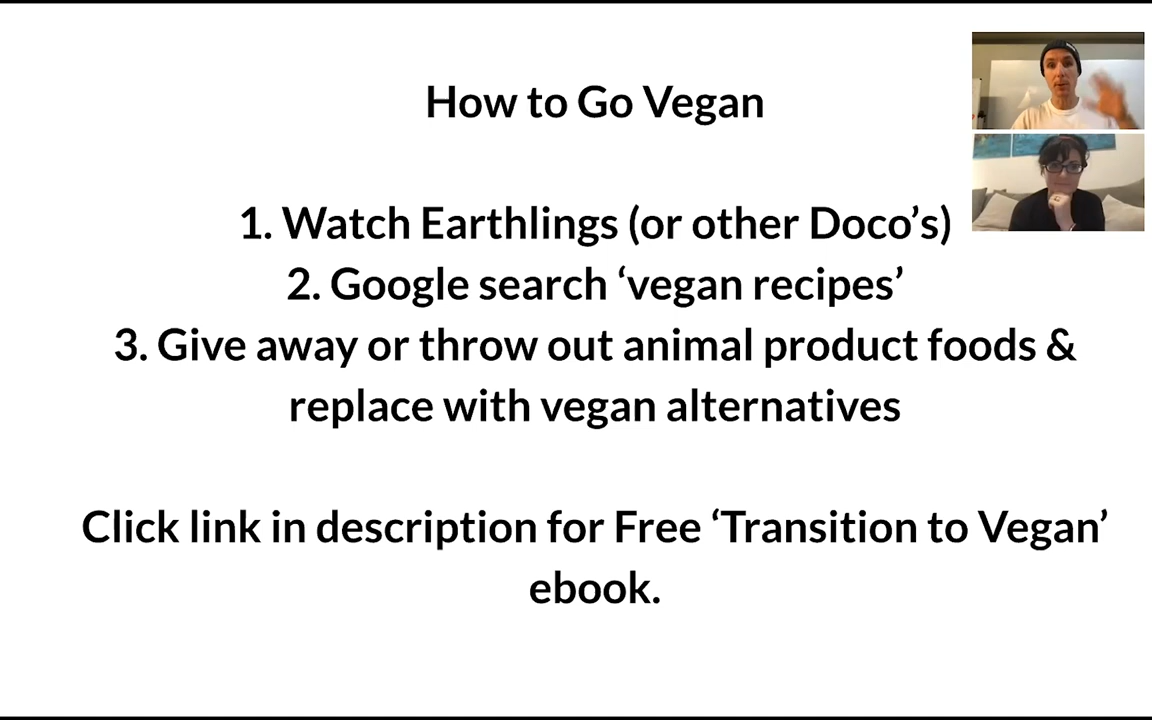 How to Go Vegan
1. Watch Earthlings (or other Doco’s)
2. Google search ‘vegan recipes’
3. Give away or throw out animal product foods &
replace with vegan alternatives
Click link in description for Free ‘Transition to Vegan’
ebook.